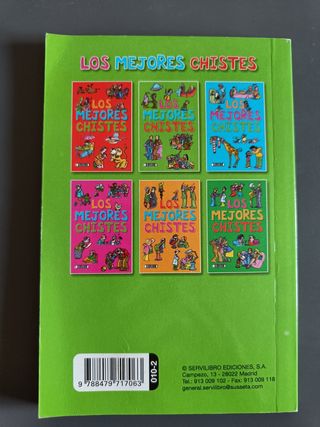 LOS MEJORES CHISTES
LOS
MEJORES
CHISTES
LOS
MEJORES
CHISTES
LOS
MEJORES
CHISTES
LOS
MEJORES
CHISTES
LOS
MEJORES
CHISTES
LOS
MEJORES
CHISTES
9 788479 717063
010-2
© SERVILIBRO EDICIONES, S.A.
Campezo, 13 - 28022 Madrid
Tel.: 913 009 102 - Fax: 913 009 118
general.servilibro@susaeta.com